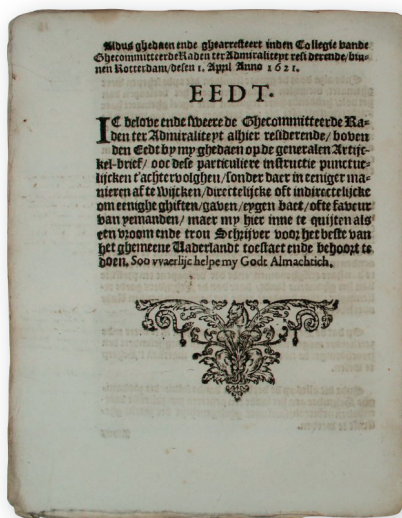 Aldus ghedaen ende ghearresteert inden Collegie vande
Ghecommitteerde Raden ter Admiraliteyt residerende/bin-
nen Rotterdam/desen 1. April Anno 1621.
EEDT.
IC belove ende sweere de Ghecommitteerde Ra-
den ter Admiraliteyt alhier residerende/boven
den Eedt by my ghedaen op de generalen Artijc-
kel-brief/ ooc dese particuliere instructie punctue-
lijcken t'achtervolghen/sonder daer in teniger ma-
nieren af te wijcken/directelijcke oft indirectelijcke
om eenighe ghiften/gaven/eygen baet/ofte faveur
van yemanden/ maer my hier inne te quijten als
een vroom ende trou Schrijver voor het beste van
het ghemeene Vaderlandt toestaet ende behoort te
doen. Soo vvaerlijc helpe my Godt Almachtich.